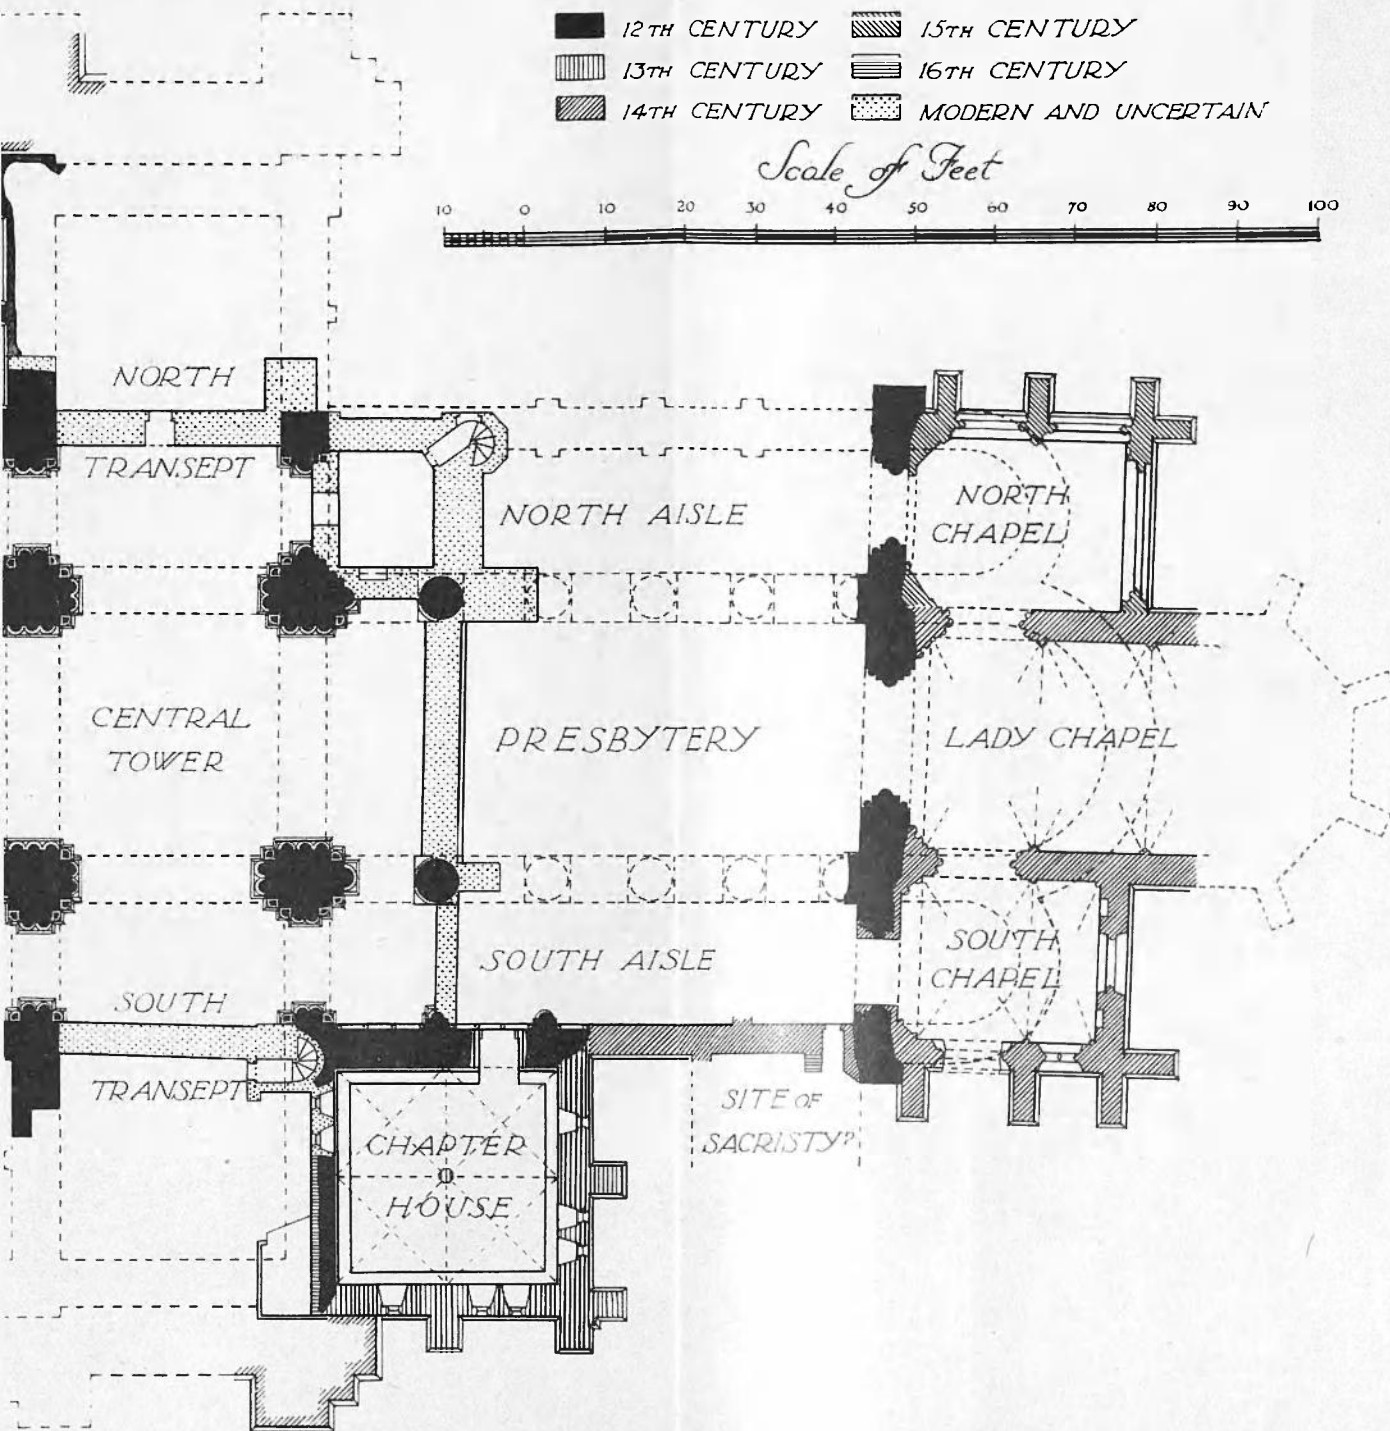 12TH CENTURY
13TH CENTURY
14TH CENTURY
15TH CENTURY
16TH CENTURY
MODERN AND UNCERTAIN
Scale of Feet
10 0 10 20 30 40 50 60 70 80 90 100
NORTH
TRANSEPT
NORTH AISLE
NORTH
CHAPEL
CENTRAL
TOWER
PRESBYTERY
LADY CHAPEL
SOUTH AISLE
SOUTH
CHAPEL
SOUTH
TRANSEPT
CHAPTER
HOUSE
SITE OF
SACRISTY?